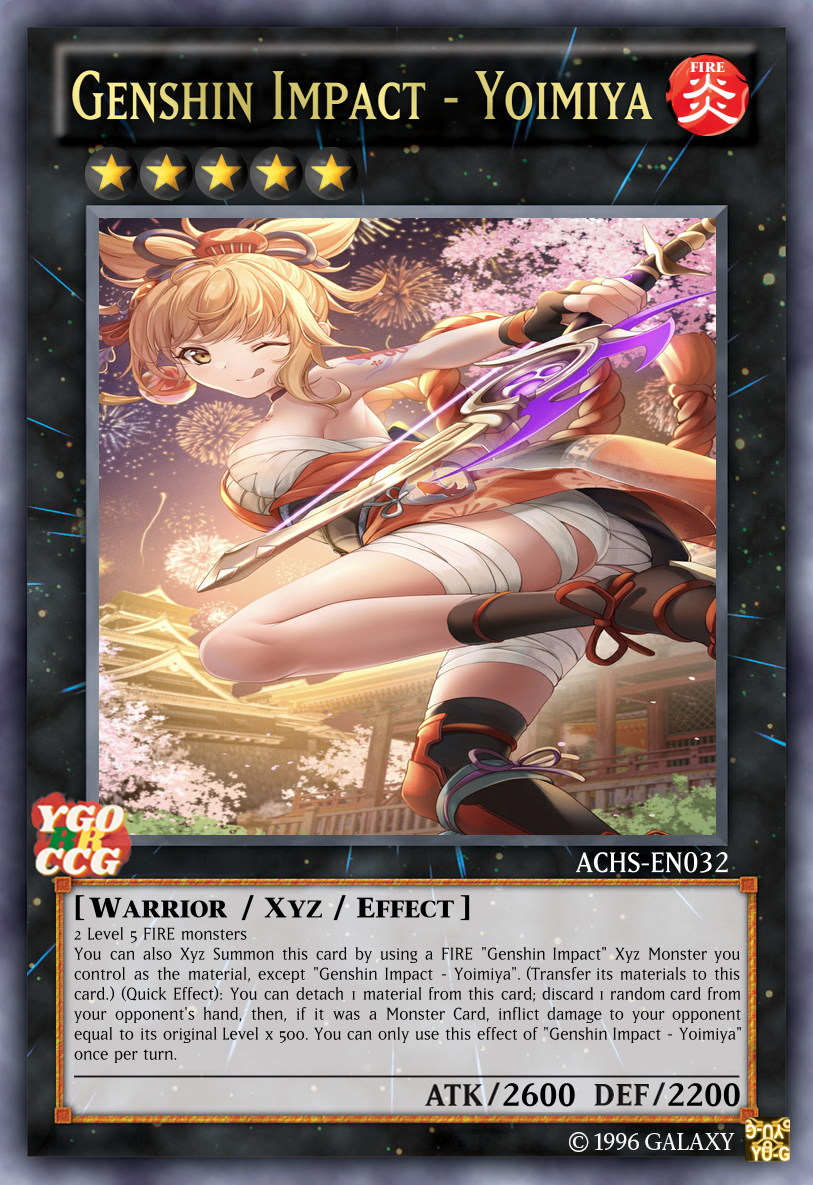 GENSHIN IMPACT - YOIMIYA
FIRE
炎
YGO
BR
CCG
ACHS-EN032
[ WARRIOR / XYZ / EFFECT ]
2 Level 5 FIRE monsters
You can also Xyz Summon this card by using a FIRE "Genshin Impact" Xyz Monster you
control as the material, except "Genshin Impact - Yoimiya". (Transfer its materials to this
card.) (Quick Effect): You can detach 1 material from this card; discard 1 random card from
your opponent's hand, then, if it was a Monster Card, inflict damage to your opponent
equal to its original Level x 500. You can only use this effect of "Genshin Impact - Yoimiya"
once per turn.
ATK/2600 DEF/2200
© 1996 GALAXY